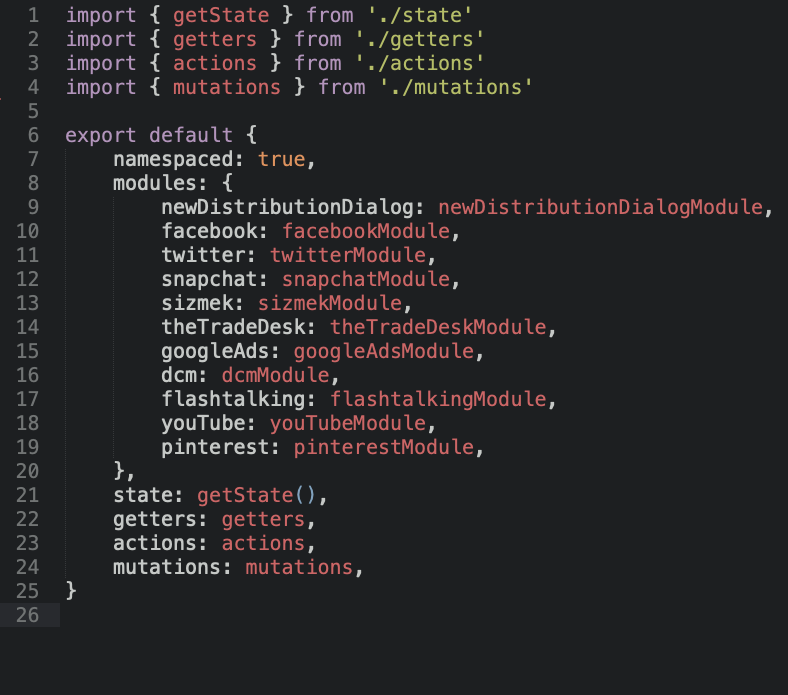 1 import { getState } from './state'
2 import { getters } from './getters'
3 import { actions } from './actions'
4 import { mutations } from './mutations'
5
6 export default {
7     namespaced: true,
8     modules: {
9         newDistributionDialog: newDistributionDialogModule,
10         facebook: facebookModule,
11         twitter: twitterModule,
12         snapchat: snapchatModule,
13         sizmek: sizmekModule,
14         theTradeDesk: theTradeDeskModule,
15         googleAds: googleAdsModule,
16         dcm: dcmModule,
17         flashtalking: flashtalkingModule,
18         youTube: youTubeModule,
19         pinterest: pinterestModule,
20     },
21     state: getState(),
22     getters: getters,
23     actions: actions,
24     mutations: mutations,
25 }
26